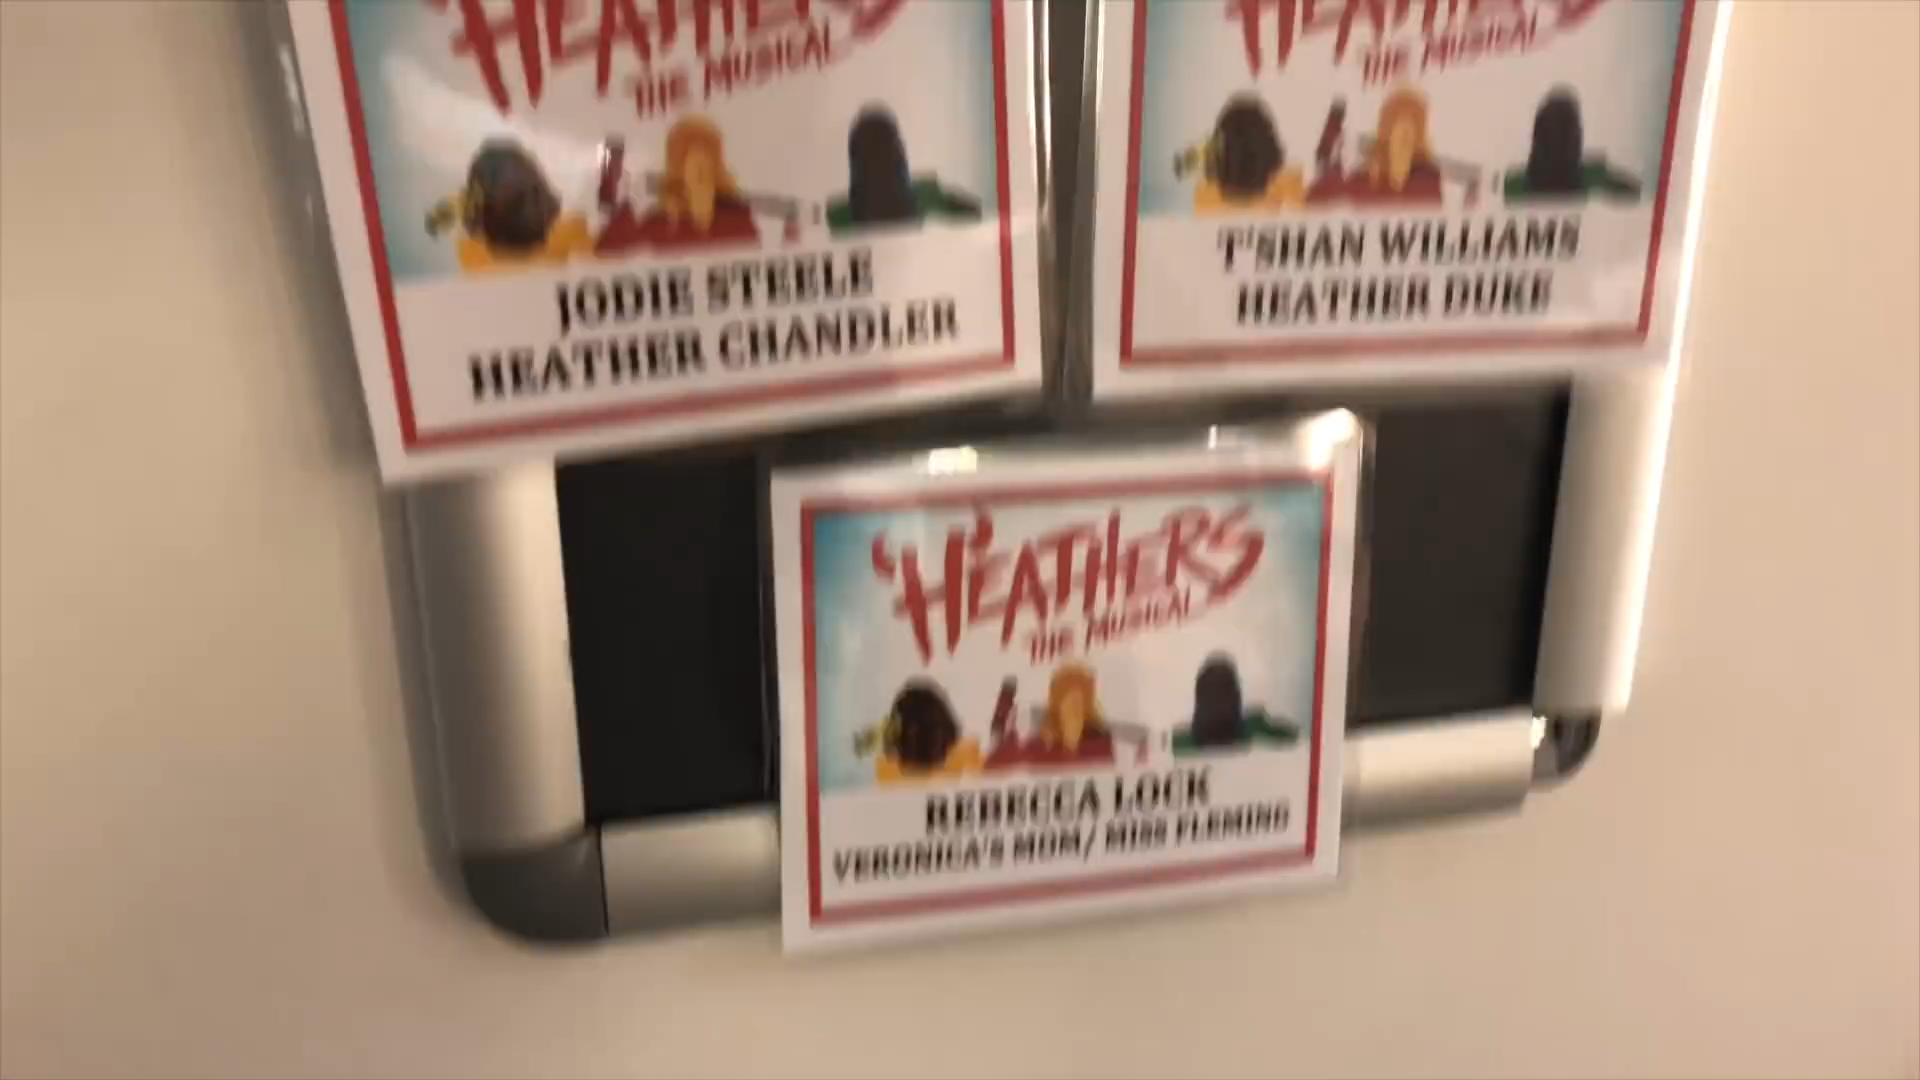 HEATHERS
THE MUSICAL
JODIE STEELE
HEATHER CHANDLER
HEATHERS
THE MUSICAL
T'SHAN WILLIAMS
HEATHER DUKE
'HEATHERS
THE MUSICAL
REBECCA LOCK
VERONICA'S MOM/ MISS FLEMING